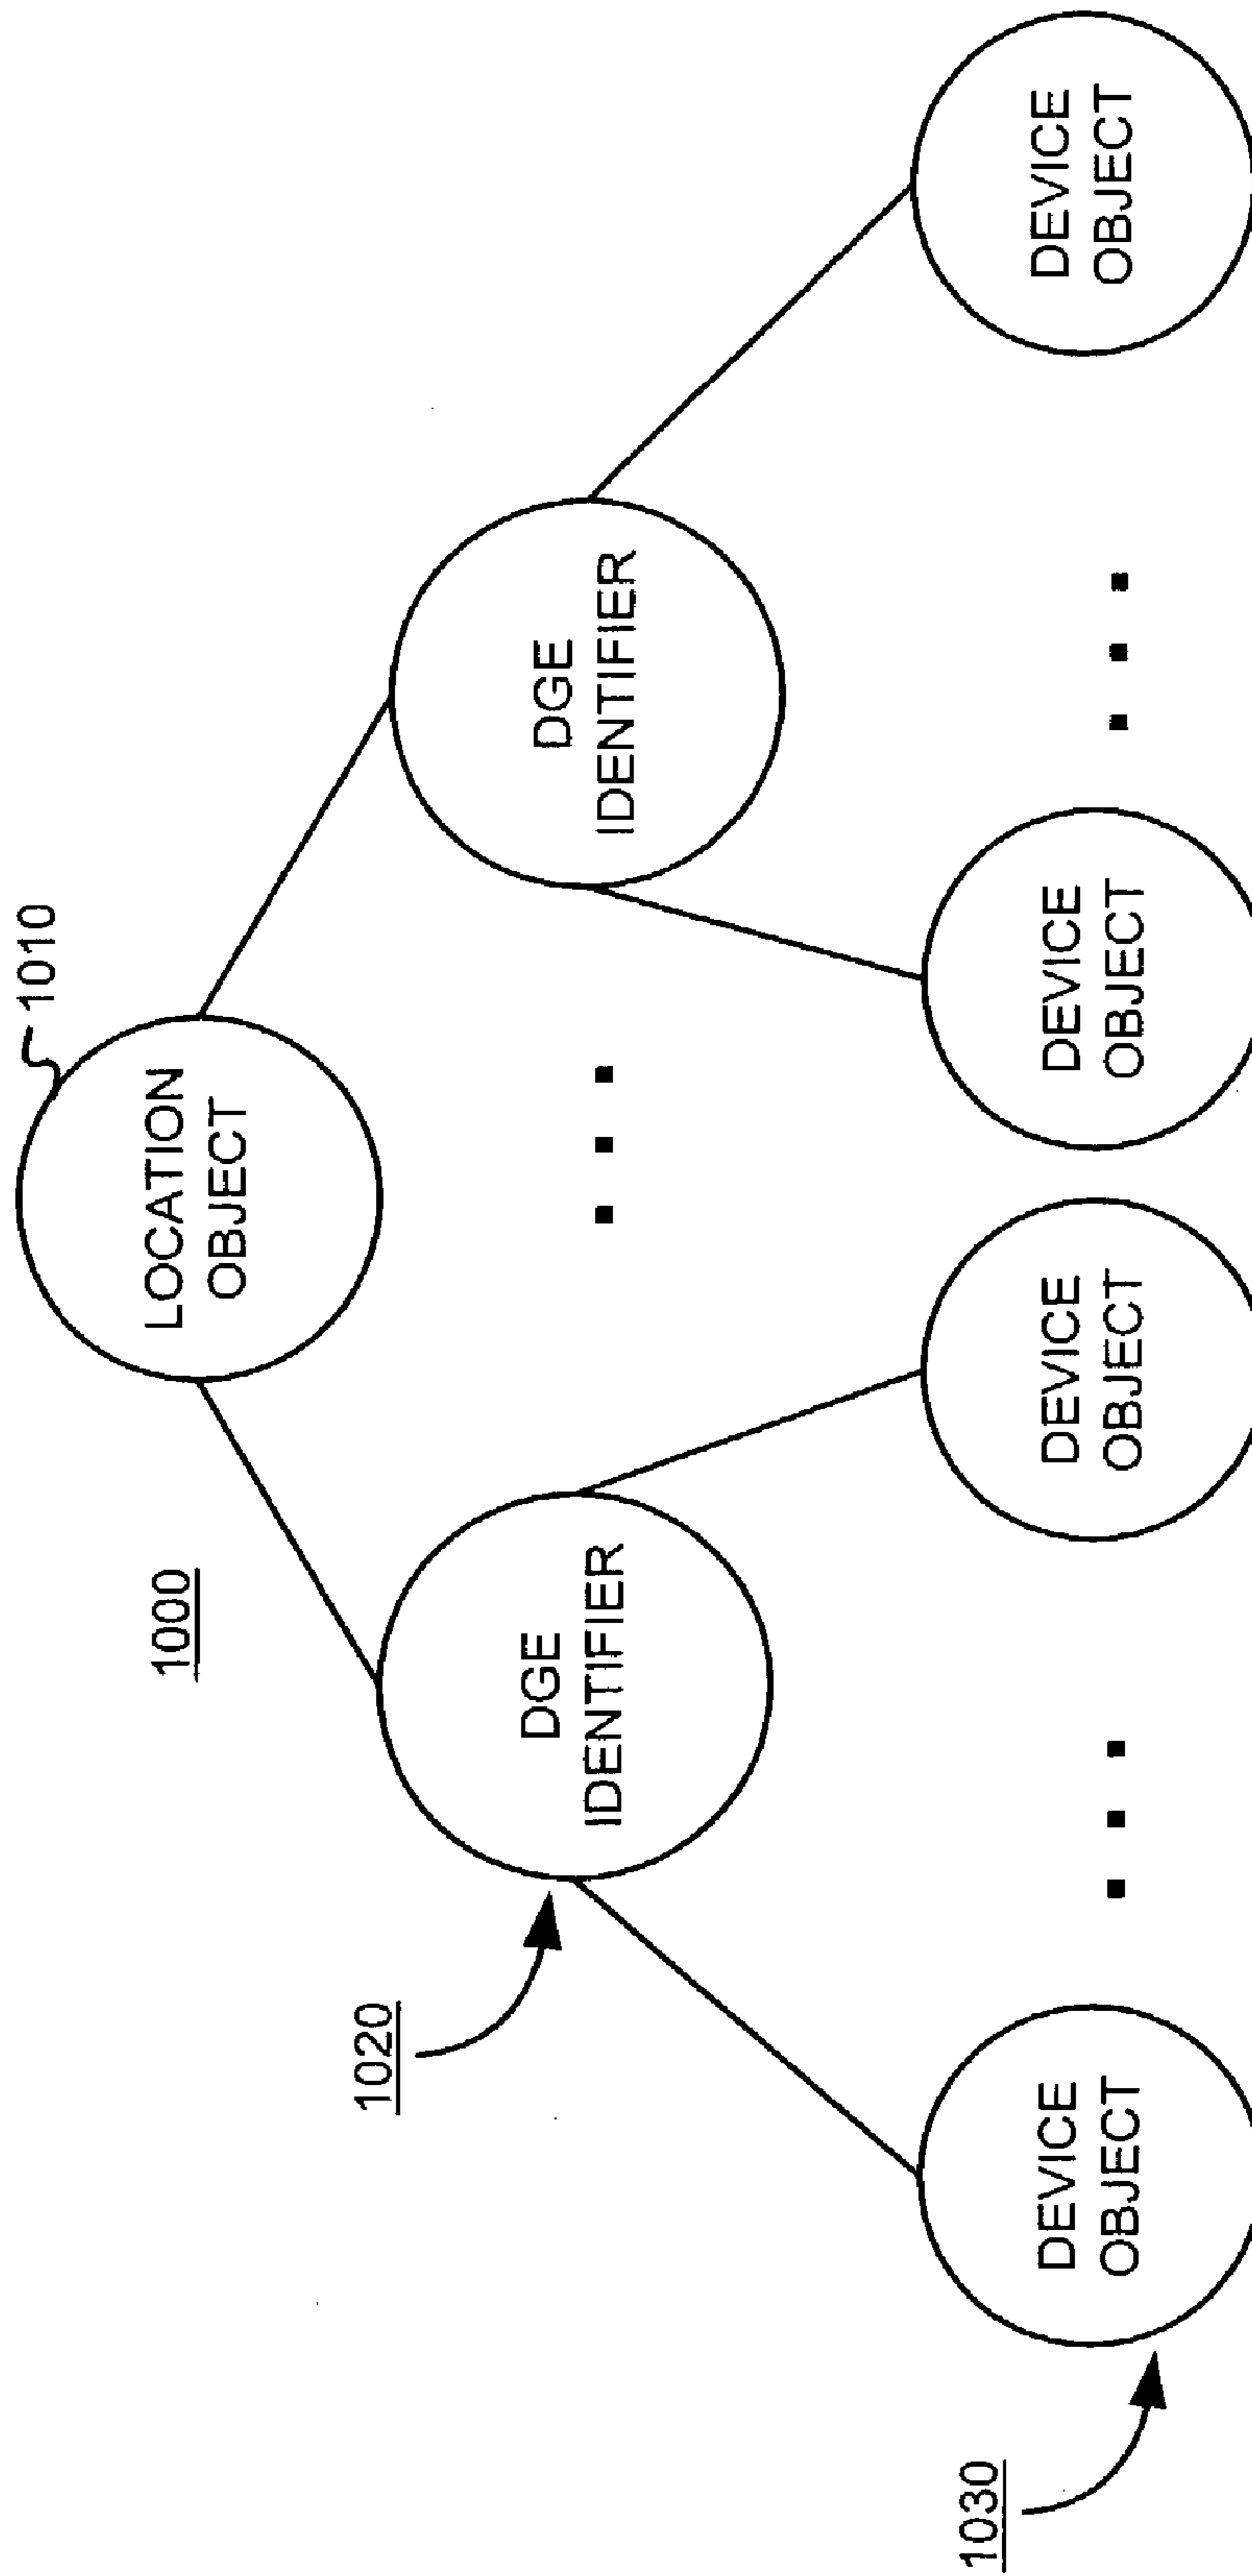 1010
LOCATION
OBJECT
1000
1020
DGE
IDENTIFIER
DGE
IDENTIFIER
1030
DEVICE
OBJECT
DEVICE
OBJECT
DEVICE
OBJECT
DEVICE
OBJECT